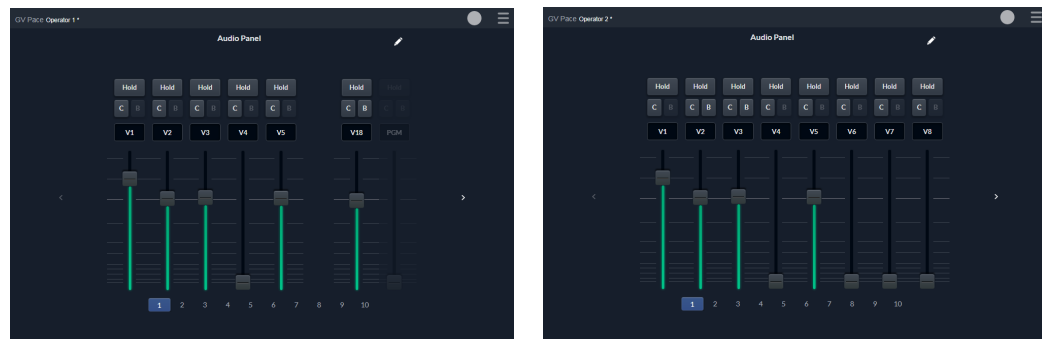 GV Pace Operator 1 *
Audio Panel
Hold Hold Hold Hold Hold Hold Hold
C B C B C B C B C B C B C B
V1 V2 V3 V4 V5 V18 PGM
1 2 3 4 5 6 7 8 9 10
GV Pace Operator 2 *
Audio Panel
Hold Hold Hold Hold Hold Hold Hold Hold
C B C B C B C B C B C B C B C B
V1 V2 V3 V4 V5 V6 V7 V8
1 2 3 4 5 6 7 8 9 10